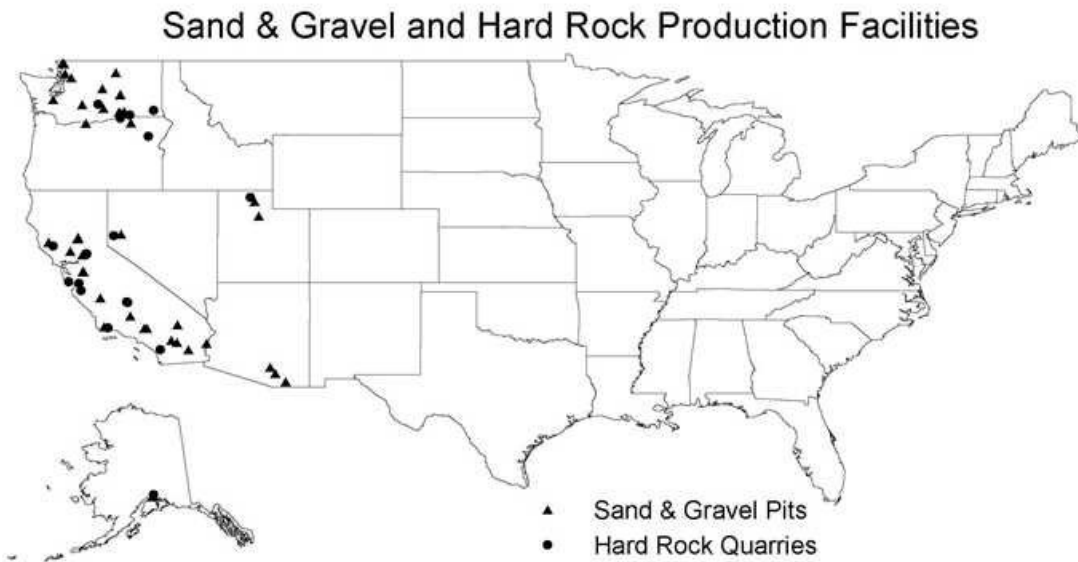 Sand & Gravel and Hard Rock Production Facilities
Sand & Gravel Pits
Hard Rock Quarries